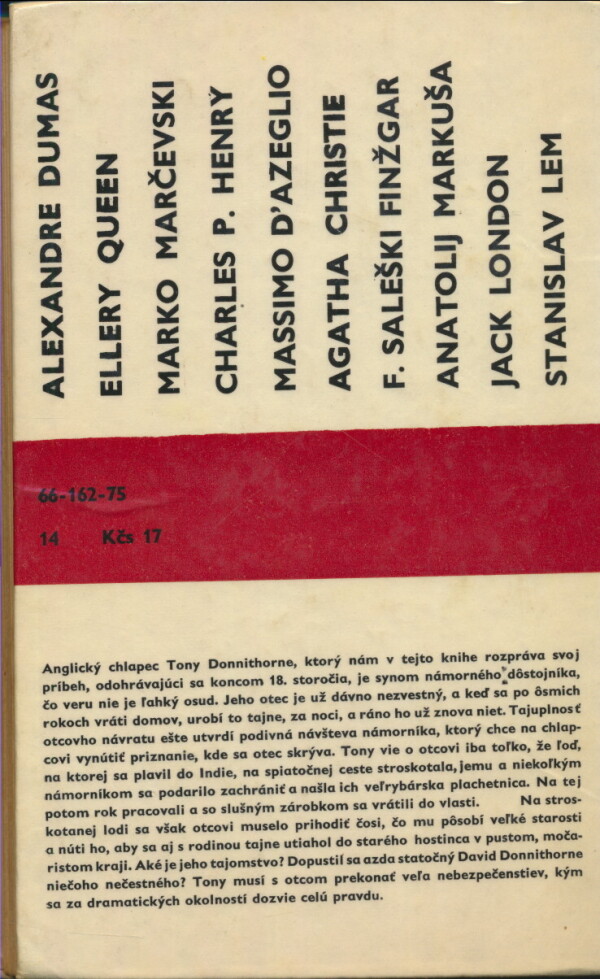 ALEXANDRE DUMAS
ELLERY QUEEN
MARKO MARČEVSKI
CHARLES P. HENRY
MASSIMO D'AZEGLIO
AGATHA CHRISTIE
F. SALEŠKI FINŽGAR
ANATOLIJ MARKUŠA
JACK LONDON
STANISLAV LEM
66-162-75
14 Kčs 17
Anglický chlapec Tony Donnithorne, ktorý nám v tejto knihe rozpráva svoj
príbeh, odohrávajúci sa koncom 18. storočia, je synom námorného dôstojníka,
čo veru nie je ľahký osud. Jeho otec je už dávno nezvestný, a keď sa po ôsmich
rokoch vráti domov, urobí to tajne, za noci, a ráno ho už znova niet. Tajuplnosť
otcovho návratu ešte utvrdí podivná návšteva námorníka, ktorý chce na chlap-
covi vynútiť priznanie, kde sa otec skrýva. Tony vie o otcovi iba toľko, že loď,
na ktorej sa plavil do Indie, na spiatočnej ceste stroskotala, jemu a niekoľkým
námorníkom sa podarilo zachrániť a našla ich veľrybárska plachetnica. Na tej
potom rok pracovali a so slušným zárobkom sa vrátili do vlasti. Na stros-
kotanej lodi sa však otcovi muselo prihodiť čosi, čo mu pôsobí veľké starosti
a núti ho, aby sa aj s rodinou tajne utiahol do starého hostinca v pustom, moča-
ristom kraji. Aké je jeho tajomstvo? Dopustil sa azda statočný David Donnithorne
niečoho nečestného? Tony musí s otcom prekonať veľa nebezpečenstiev, kým
sa za dramatických okolností dozvie celú pravdu.